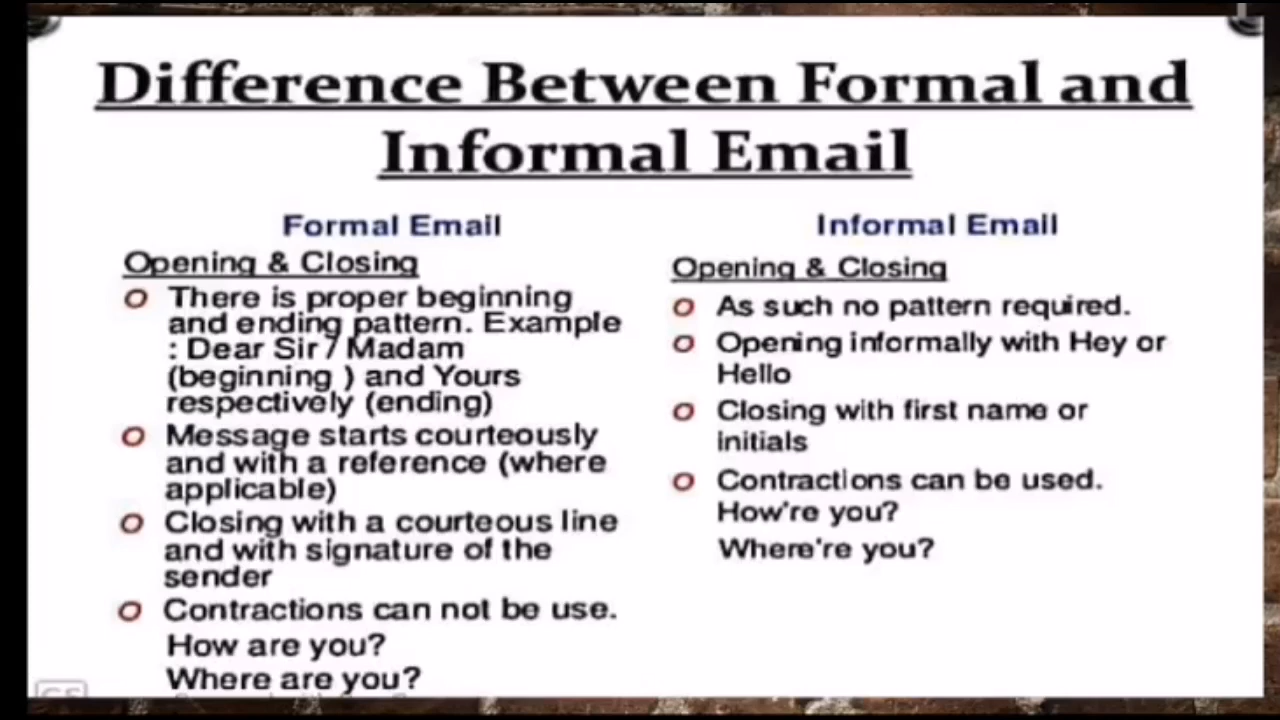 Difference Between Formal and
Informal Email
Formal Email
Opening & Closing
O There is proper beginning
and ending pattern. Example
: Dear Sir / Madam
(beginning ) and Yours
respectively (ending)
O Message starts courteously
and with a reference (where
applicable)
O Closing with a courteous line
and with signature of the
sender
O Contractions can not be use.
How are you?
Where are you?
Informal Email
Opening & Closing
O As such no pattern required.
O Opening informally with Hey or
Hello
O Closing with first name or
initials
O Contractions can be used.
How're you?
Where're you?